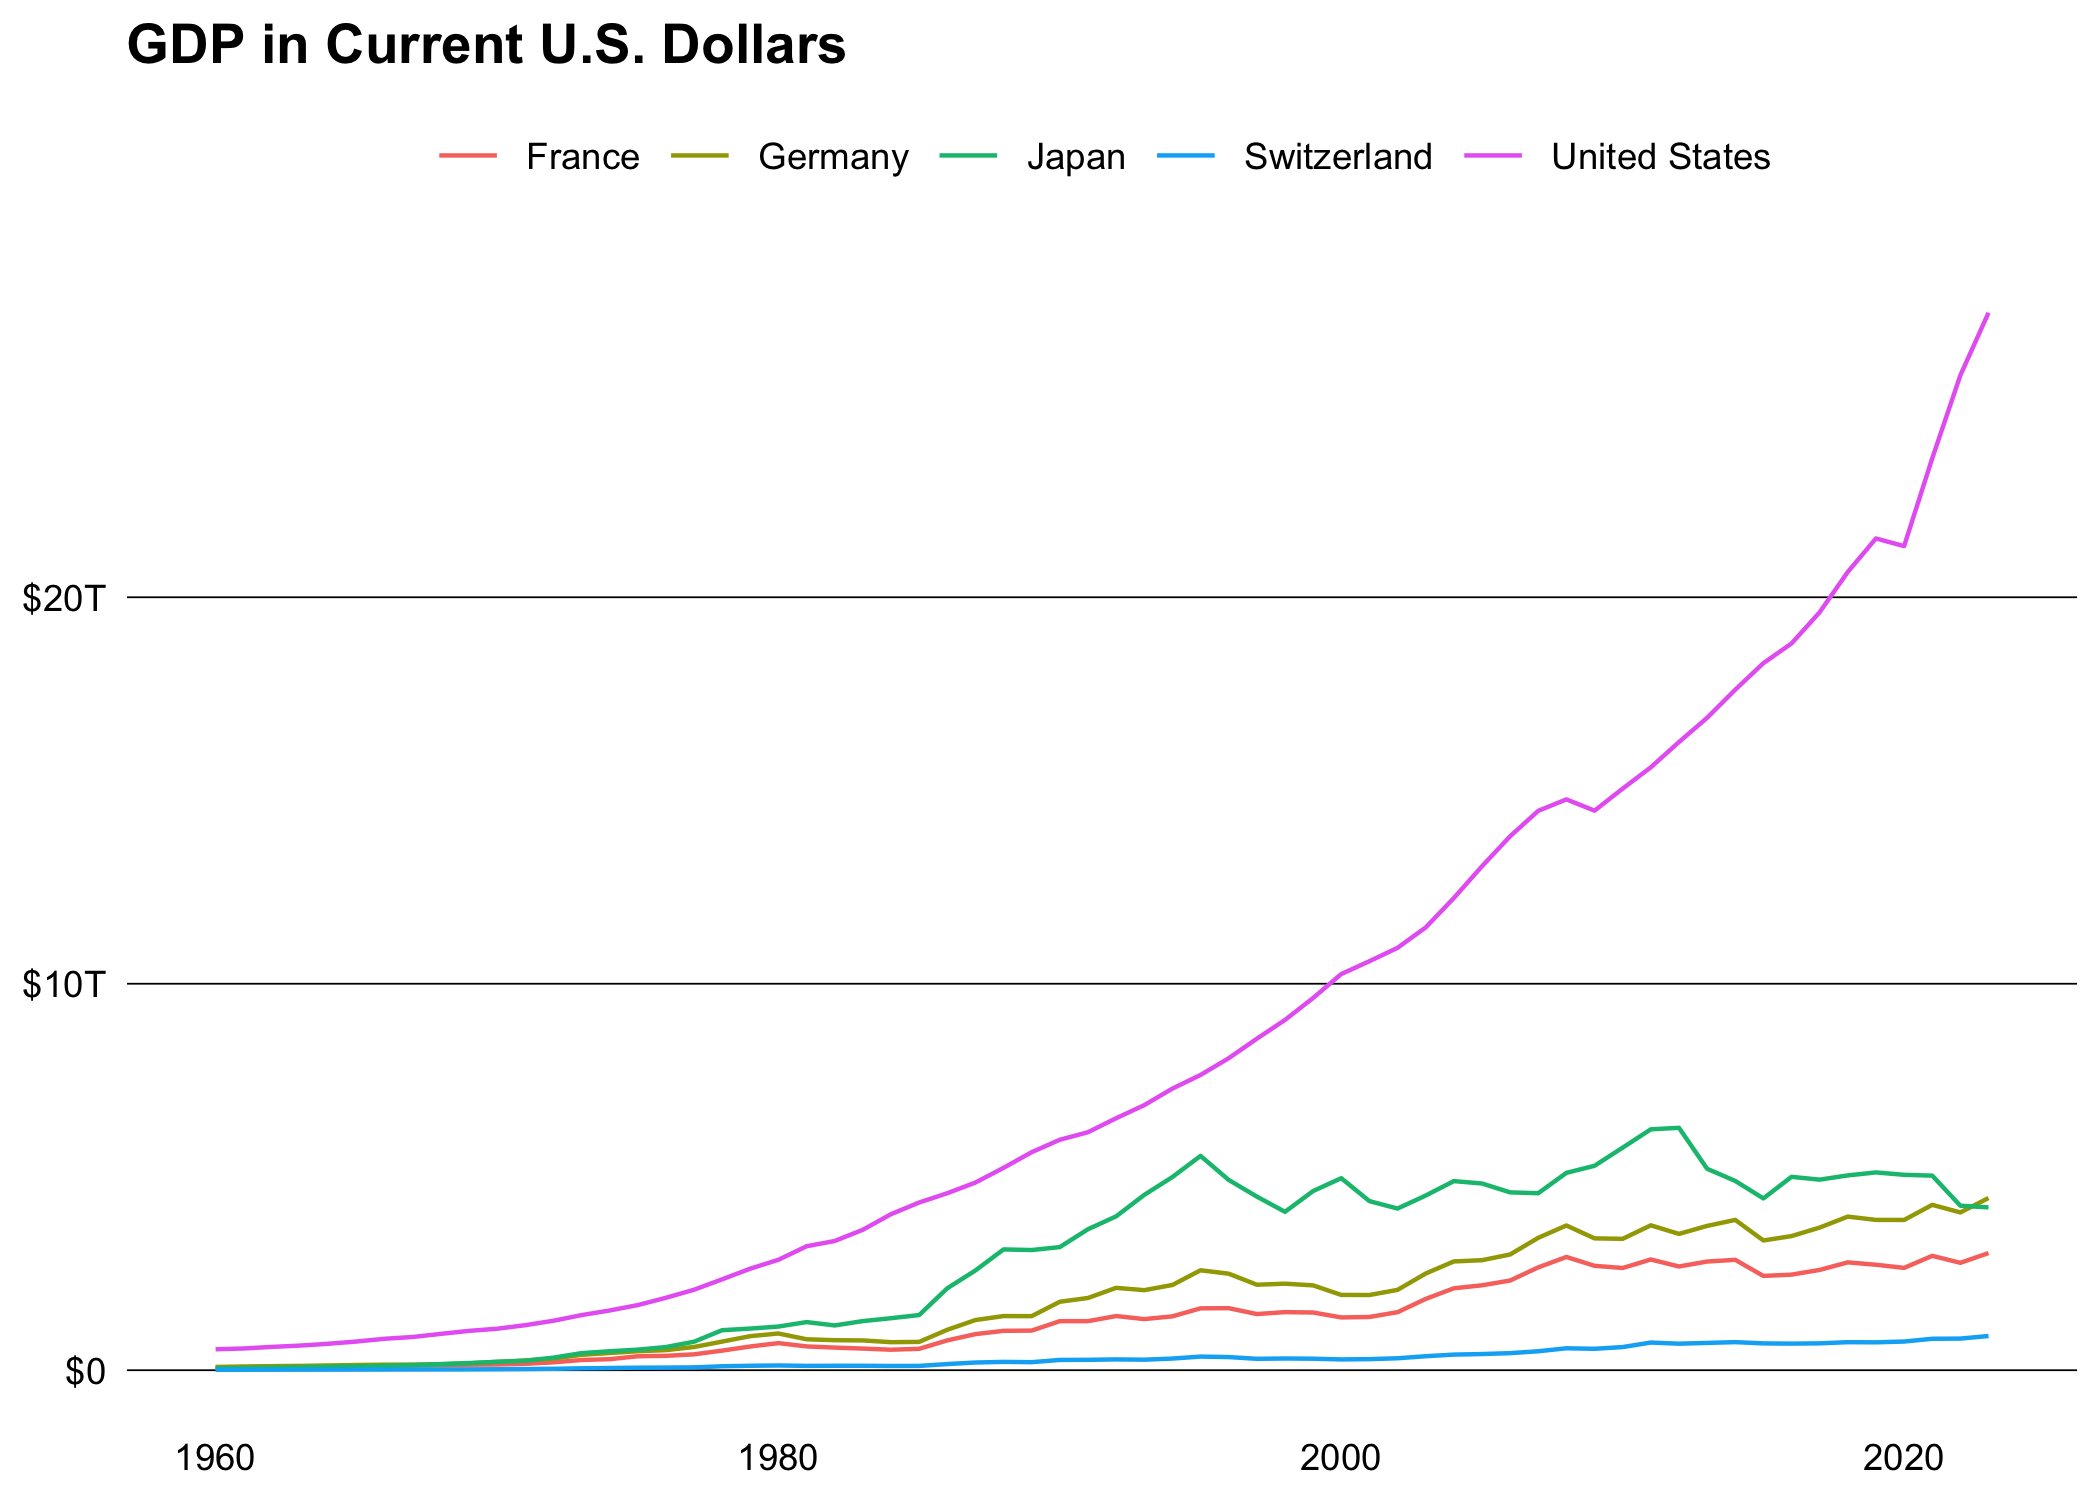 GDP in Current U.S. Dollars
France Germany Japan Switzerland United States
$20T
$10T
$0
1960 1980 2000 2020